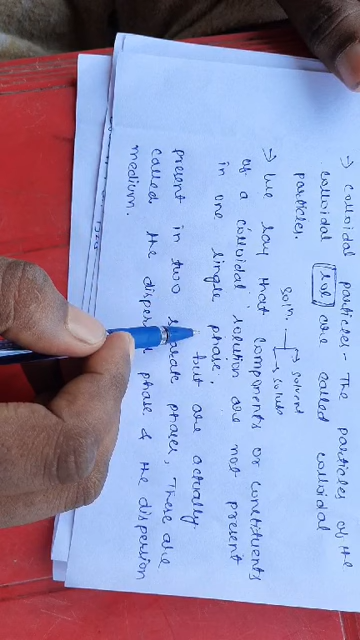 → Colloidal particles - The particles of the
colloidal sol are called colloidal
particles.
soln. solvent
solute
→ We say that components or constituents
of a colloidal solution are not present
in one single phase.
but are actually
present in two separate phases, These are
called the dispersed phase & the dispersion
medium.